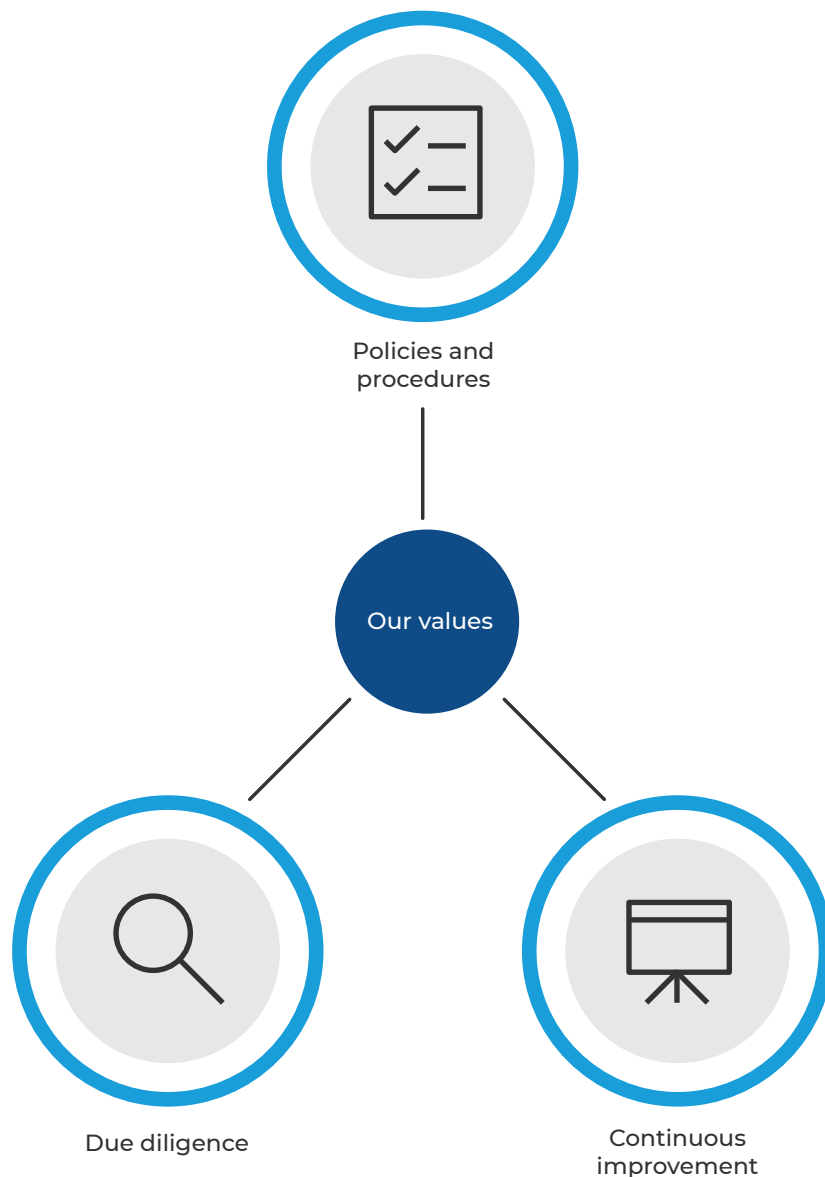 Policies and
procedures
Our values
Due diligence
Continuous
improvement